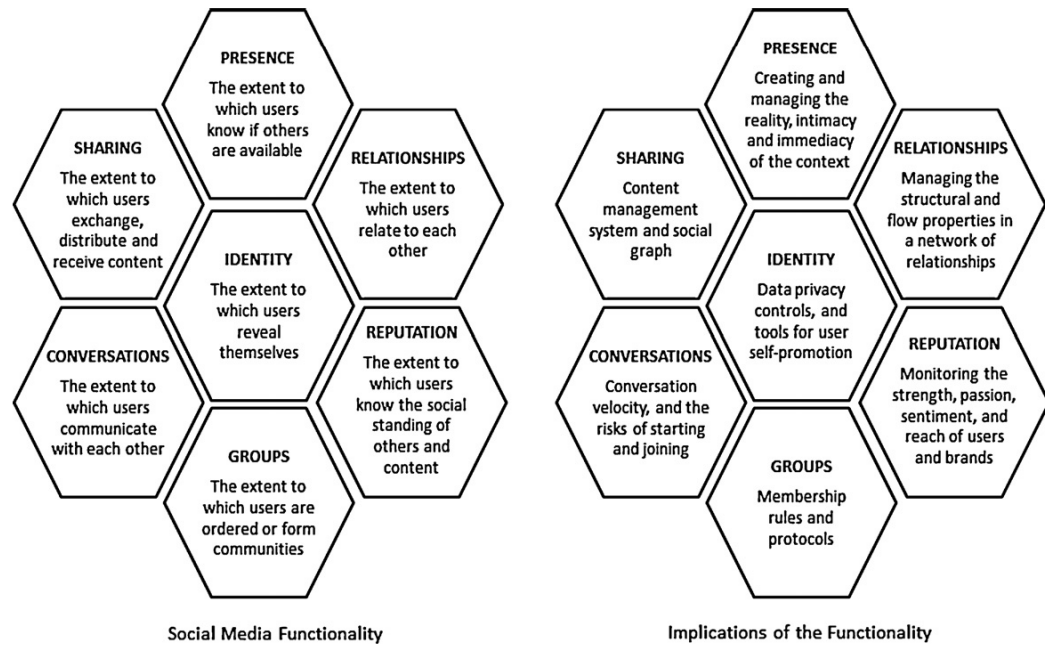 PRESENCE
The extent to
which users
know if others
are available
SHARING
The extent to
which users
exchange,
distribute and
receive content
RELATIONSHIPS
The extent to
which users
relate to each
other
IDENTITY
The extent to
which users
reveal
themselves
CONVERSATIONS
The extent to
which users
communicate
with each other
REPUTATION
The extent to
which users
know the social
standing of
others and
content
GROUPS
The extent to
which users are
ordered or form
communities
Social Media Functionality
PRESENCE
Creating and
managing the
reality, intimacy
and immediacy
of the context
SHARING
Content
management
system and social
graph
RELATIONSHIPS
Managing the
structural and
flow properties in
a network of
relationships
IDENTITY
Data privacy
controls, and
tools for user
self-promotion
CONVERSATIONS
Conversation
velocity, and the
risks of starting
and joining
REPUTATION
Monitoring the
strength, passion,
sentiment, and
reach of users
and brands
GROUPS
Membership
rules and
protocols
Implications of the Functionality